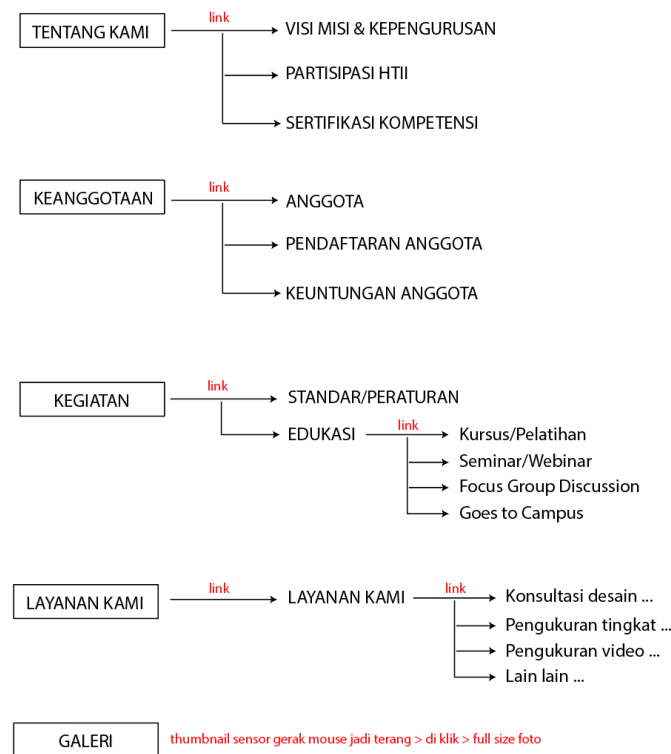 link
TENTANG KAMI
VISI MISI & KEPENGURUSAN
PARTISIPASI HTII
SERTIFIKASI KOMPETENSI
link
KEANGGOTAAN
ANGGOTA
PENDAFTARAN ANGGOTA
KEUNTUNGAN ANGGOTA
link
KEGIATAN
STANDAR/PERATURAN
EDUKASI
link
Kursus/Pelatihan
Seminar/Webinar
Focus Group Discussion
Goes to Campus
link
LAYANAN KAMI
LAYANAN KAMI
link
Konsultasi desain ...
Pengukuran tingkat ...
Pengukuran video ...
Lain lain ...
GALERI
thumbnail sensor gerak mouse jadi terang > di klik > full size foto